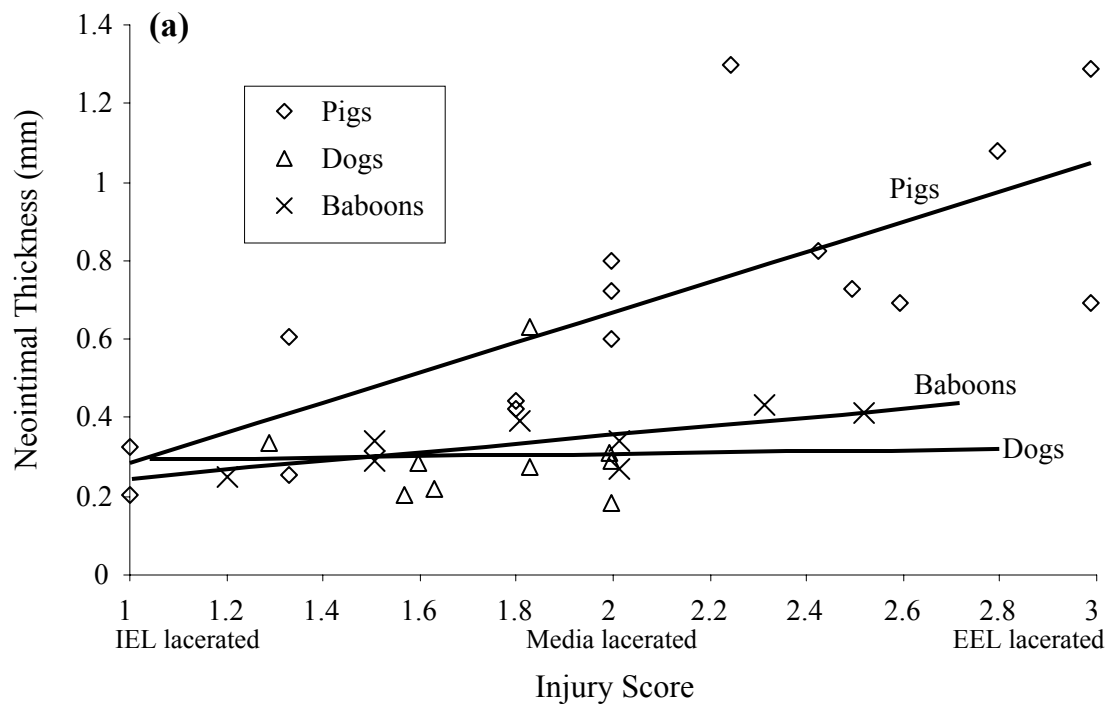 (a)
1.4
1.2
1
0.8
0.6
0.4
0.2
0
Neointimal Thickness (mm)
Pigs
Dogs
Baboons
Pigs
Baboons
Dogs
1 1.2 1.4 1.6 1.8 2 2.2 2.4 2.6 2.8 3
IEL lacerated Media lacerated EEL lacerated
Injury Score